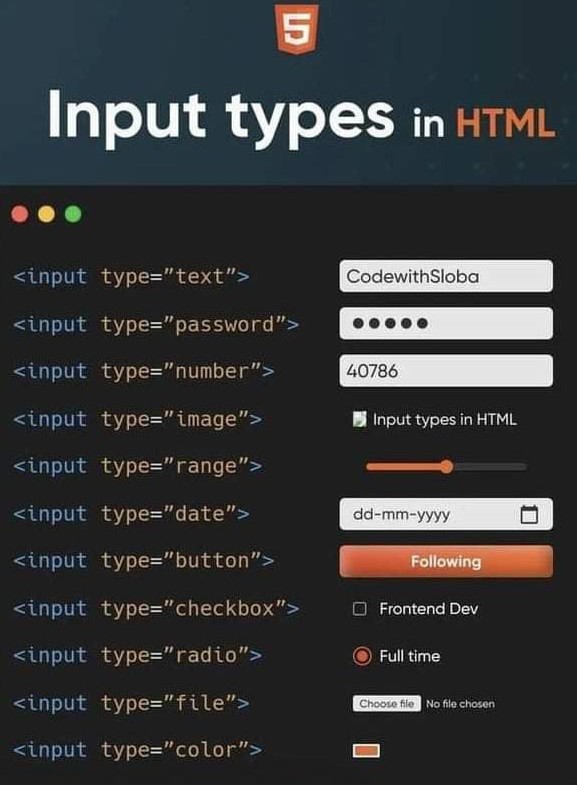 5
Input types in HTML
<input type=”text”> CodewithSloba
<input type=”password”> ●●●●●
<input type=”number”> 40786
<input type=”image”> Input types in HTML
<input type=”range”>
<input type=”date”> dd-mm-yyyy
<input type=”button”> Following
<input type=”checkbox”> Frontend Dev
<input type=”radio”> Full time
<input type=”file”> Choose file No file chosen
<input type=”color”>